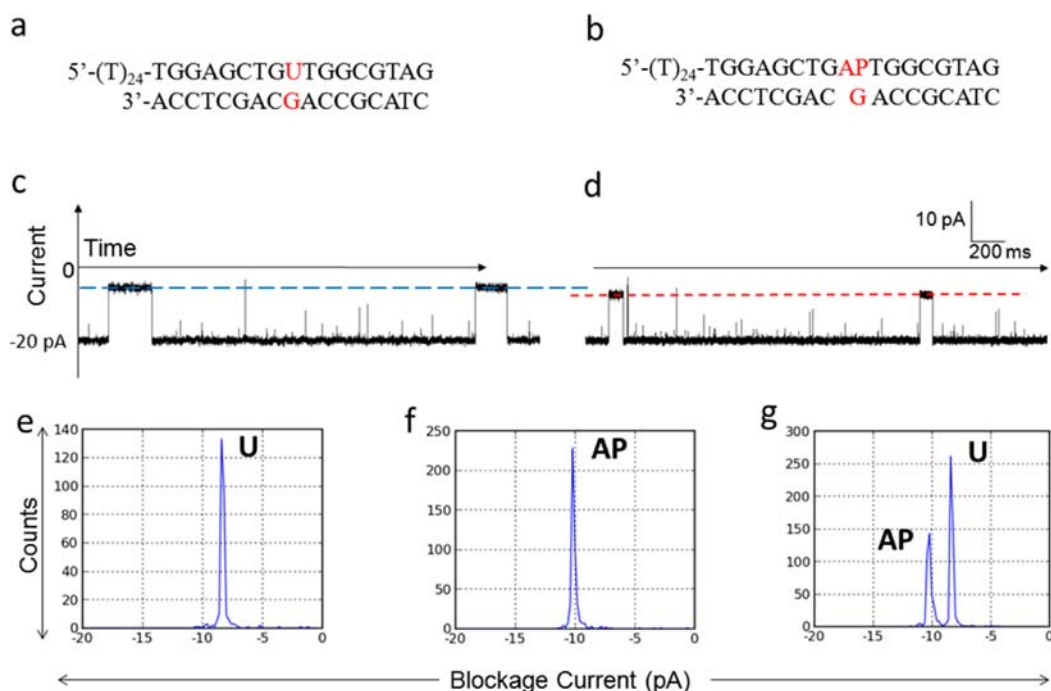 a
5’-(T)24-TGGAGCTGUTGGCGTAG
3’-ACCTCGACGACCGCATC
b
5’-(T)24-TGGAGCTGAPTGGCGTAG
3’-ACCTCGAC G ACCGCATC
c
Current
Time
0
-20 pA
d
10 pA
200 ms
e
Counts
U
140
120
100
80
60
40
20
0
-20 -15 -10 -5 0
f
AP
250
200
150
100
50
0
-20 -15 -10 -5 0
g
U
AP
300
250
200
150
100
50
0
-20 -15 -10 -5 0
Blockage Current (pA)